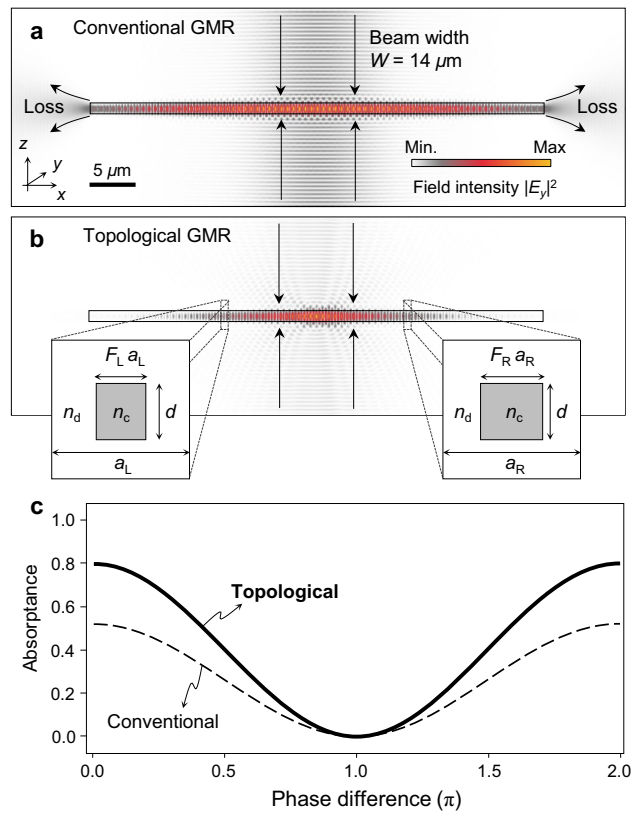 a Conventional GMR
Beam width
W = 14 μm
Loss
Loss
z
y
x
5 μm
Min. Max
Field intensity |Ey|²
b Topological GMR
FL aL
nd nc d
aL
FR aR
nd nc d
aR
c
1.0
0.8
0.6
0.4
0.2
0.0
Absorptance
Topological
Conventional
0.0 0.5 1.0 1.5 2.0
Phase difference (π)